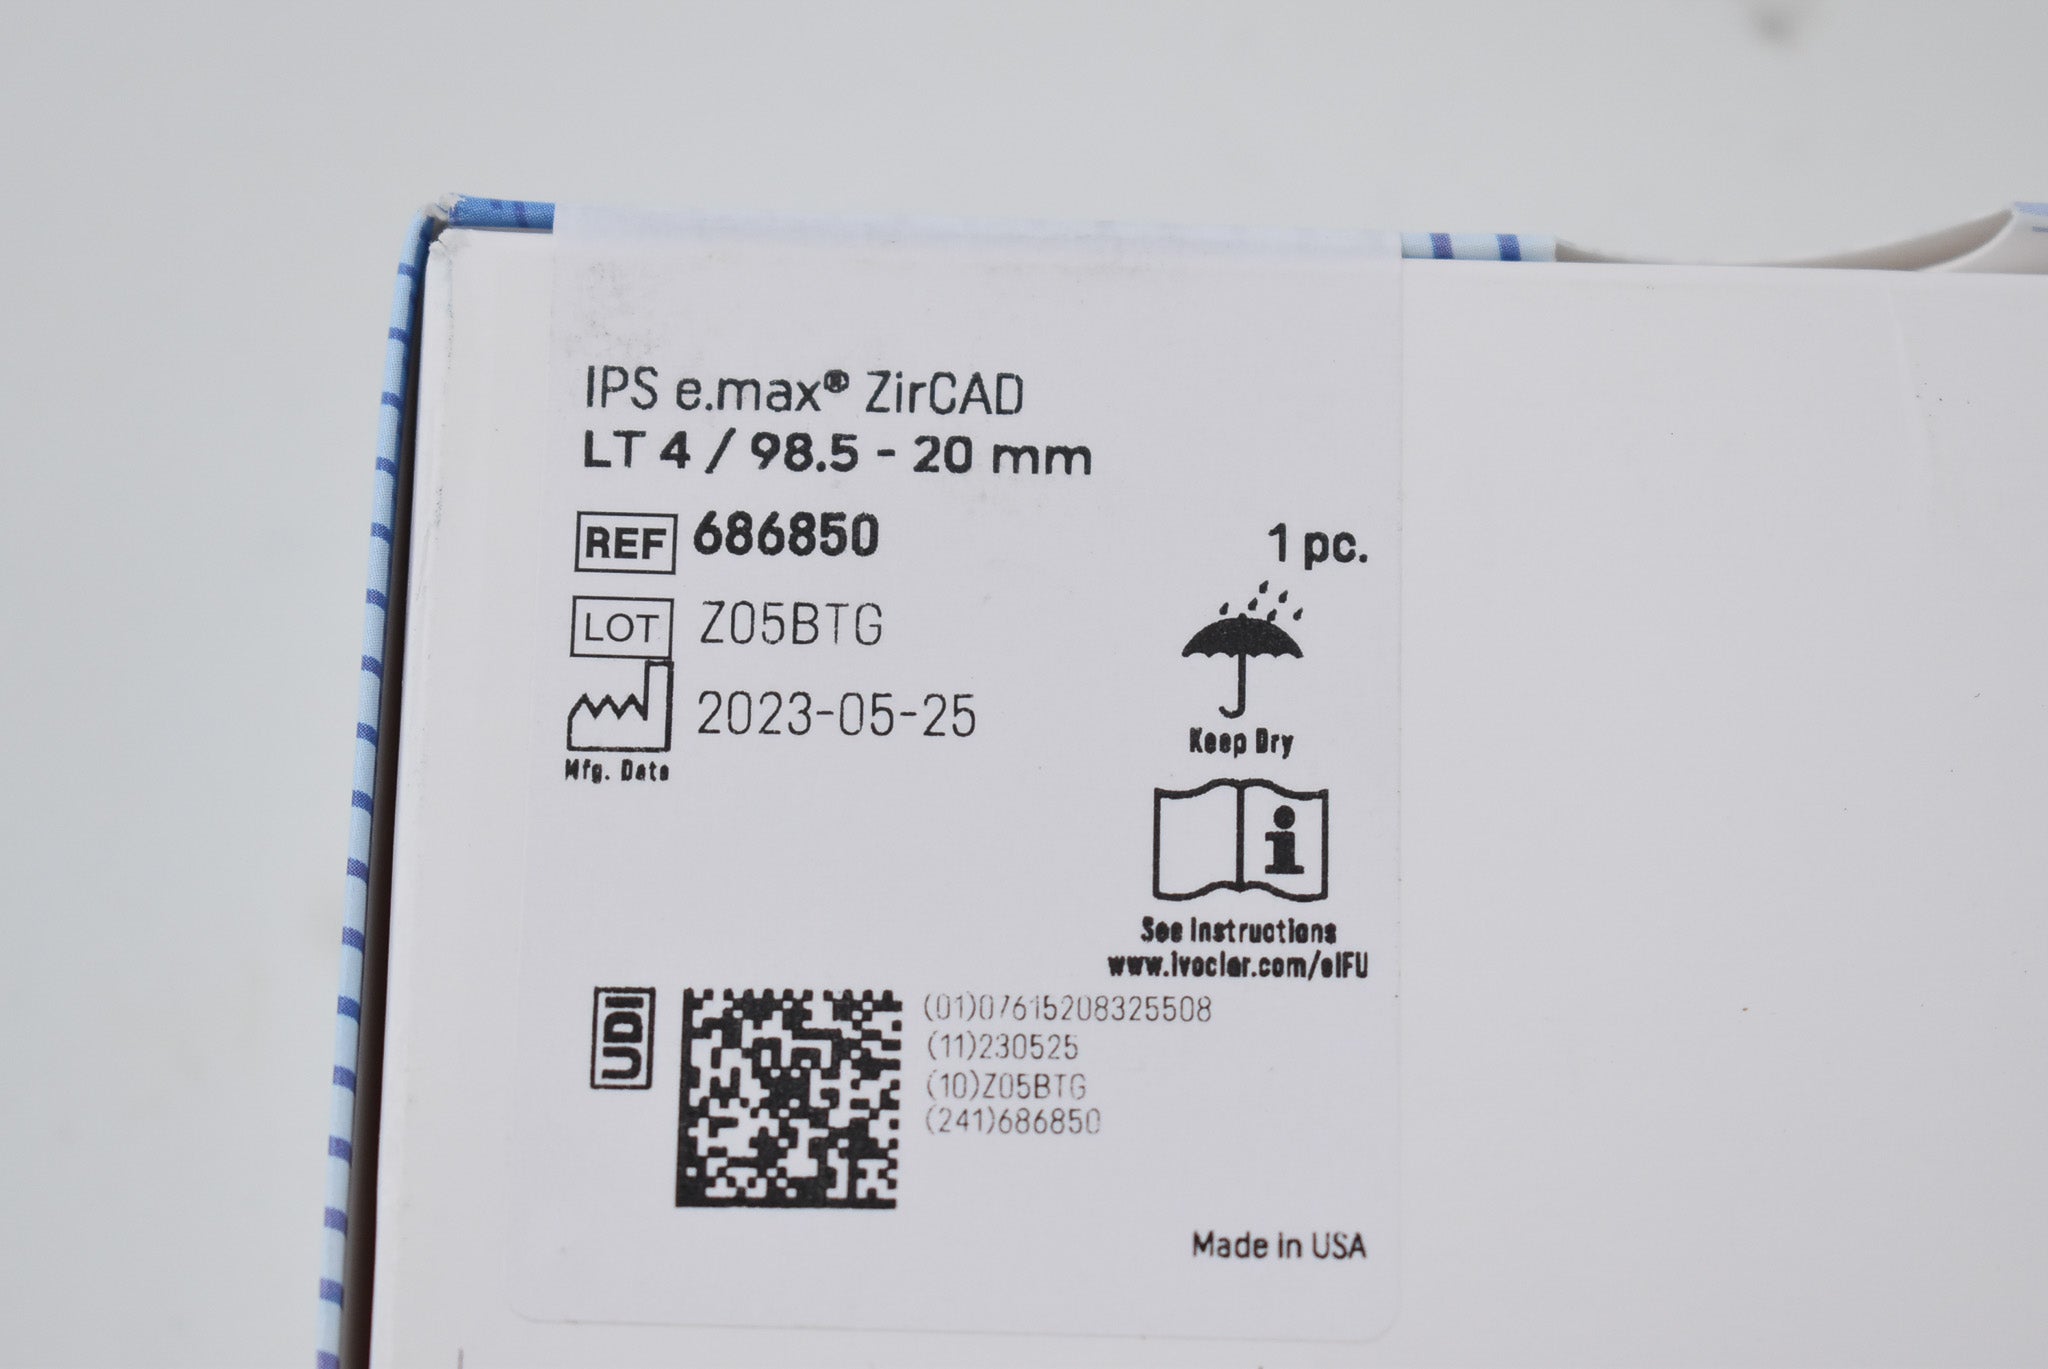 IPS e.max® ZirCAD
LT 4 / 98.5 - 20 mm
REF 686850
1 pc.
LOT Z05BTG
2023-05-25
Mfg. Date
Keep Dry
i
See Instructions
www.ivoclar.com/eIFU
UDI
(01)07615208325508
(11)230525
(10)Z05BTG
(241)686850
Made in USA